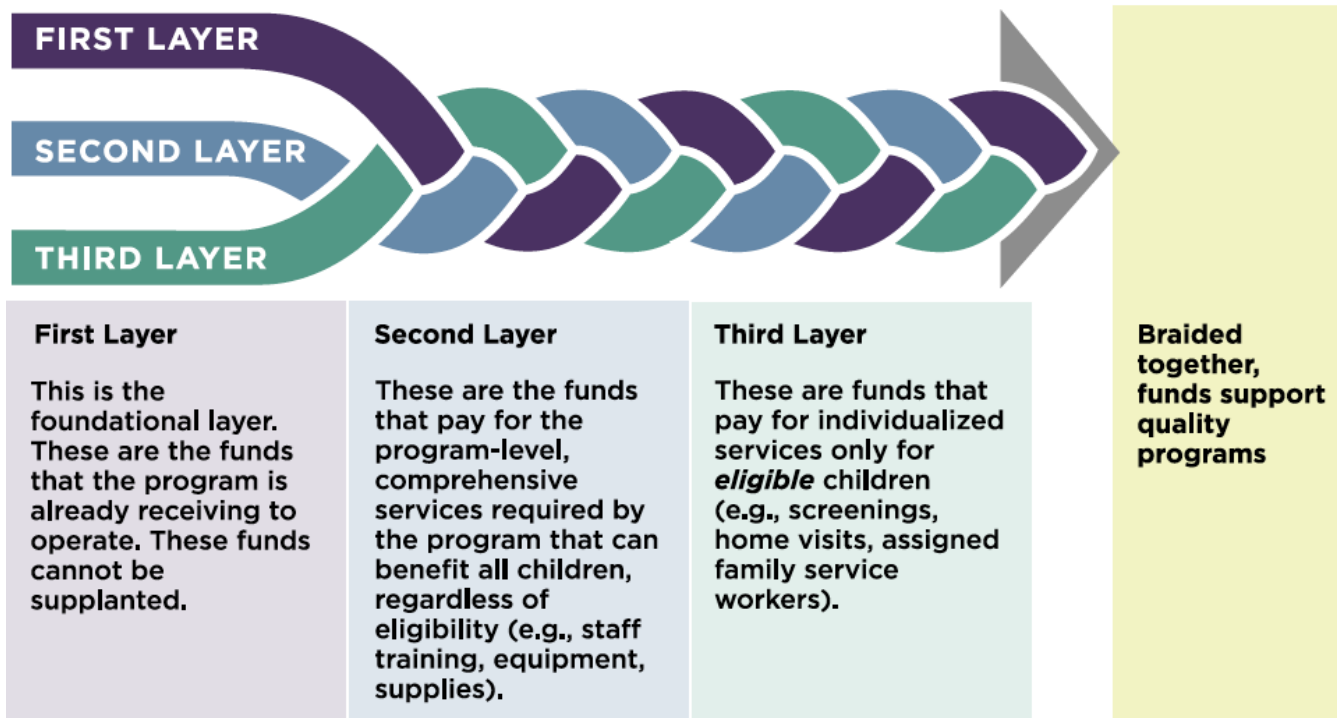 FIRST LAYER
SECOND LAYER
THIRD LAYER
First Layer
This is the
foundational layer.
These are the funds
that the program is
already receiving to
operate. These funds
cannot be
supplanted.
Second Layer
These are the funds
that pay for the
program-level,
comprehensive
services required by
the program that can
benefit all children,
regardless of
eligibility (e.g., staff
training, equipment,
supplies).
Third Layer
These are funds that
pay for individualized
services only for
eligible children
(e.g., screenings,
home visits, assigned
family service
workers).
Braided
together,
funds support
quality
programs